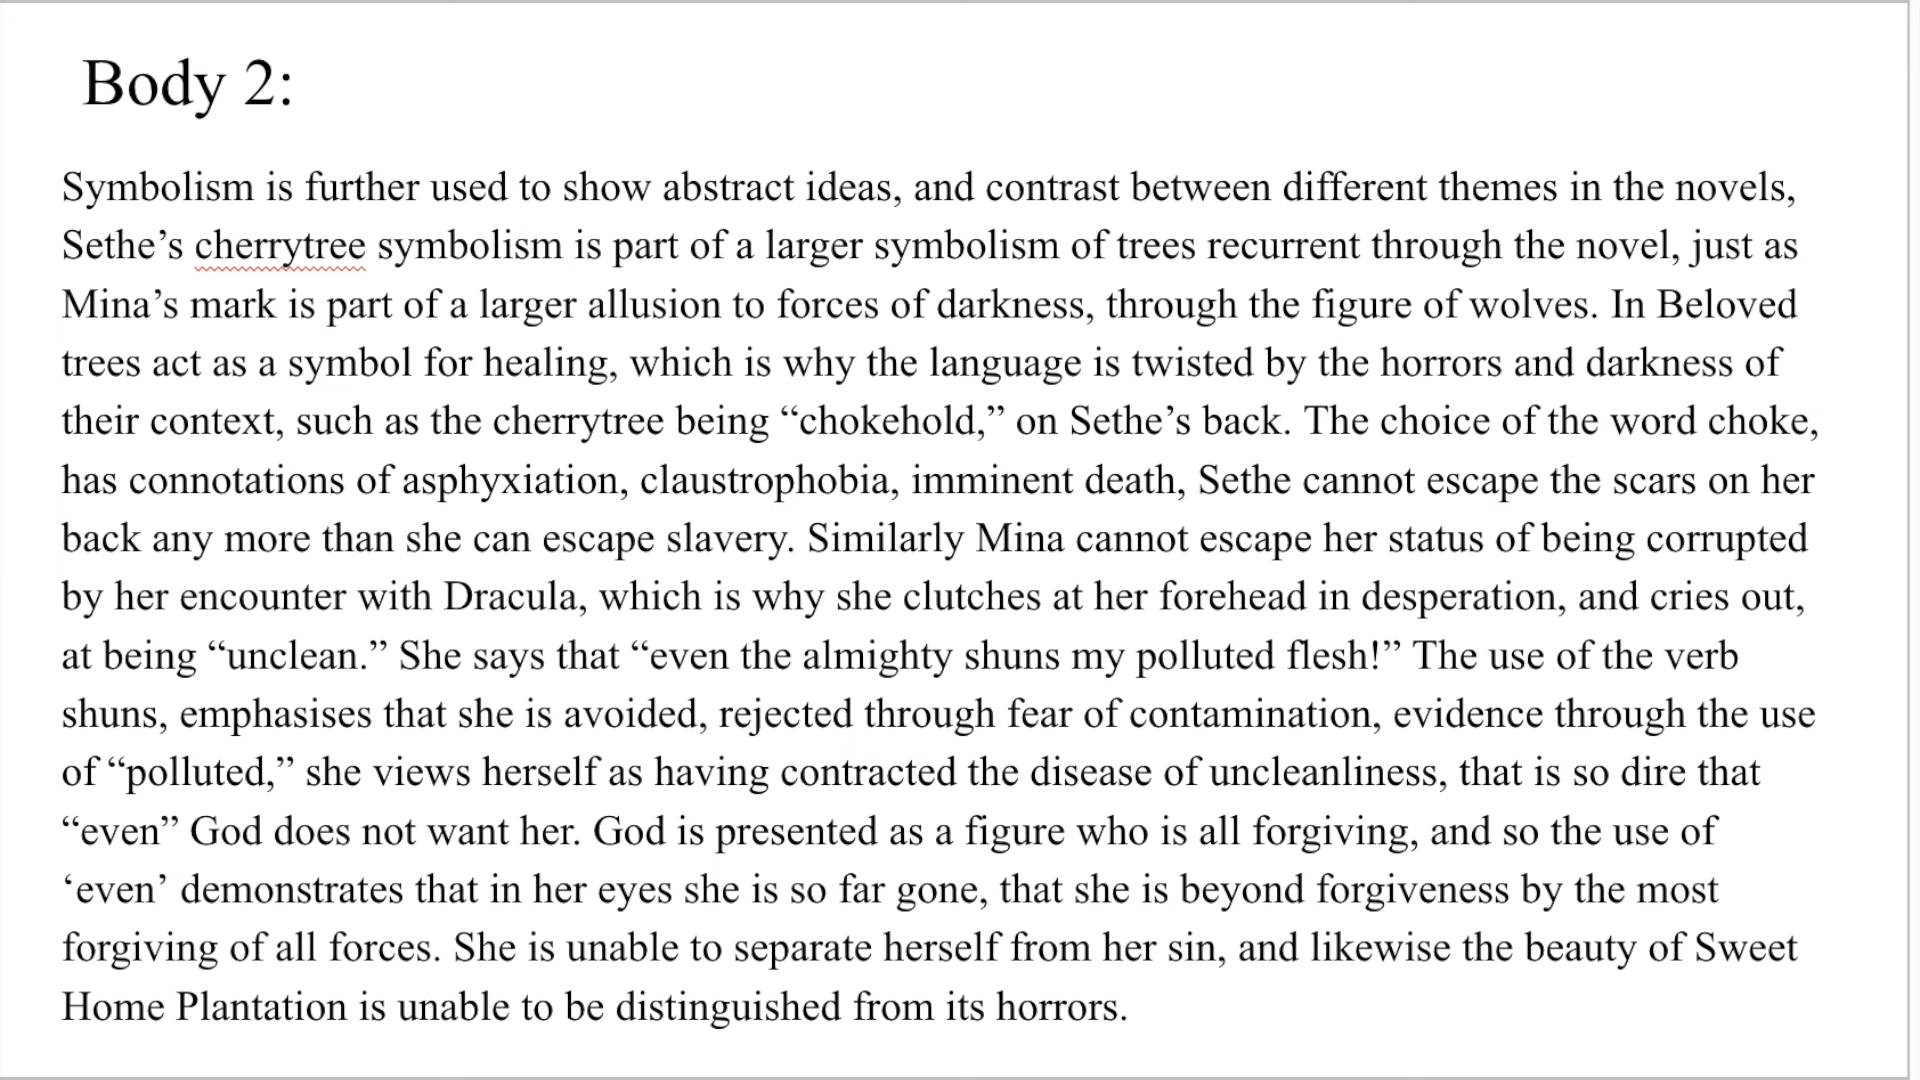 Body 2:
Symbolism is further used to show abstract ideas, and contrast between different themes in the novels,
Sethe’s cherrytree symbolism is part of a larger symbolism of trees recurrent through the novel, just as
Mina’s mark is part of a larger allusion to forces of darkness, through the figure of wolves. In Beloved
trees act as a symbol for healing, which is why the language is twisted by the horrors and darkness of
their context, such as the cherrytree being “chokehold,” on Sethe’s back. The choice of the word choke,
has connotations of asphyxiation, claustrophobia, imminent death, Sethe cannot escape the scars on her
back any more than she can escape slavery. Similarly Mina cannot escape her status of being corrupted
by her encounter with Dracula, which is why she clutches at her forehead in desperation, and cries out,
at being “unclean.” She says that “even the almighty shuns my polluted flesh!” The use of the verb
shuns, emphasises that she is avoided, rejected through fear of contamination, evidence through the use
of “polluted,” she views herself as having contracted the disease of uncleanliness, that is so dire that
“even” God does not want her. God is presented as a figure who is all forgiving, and so the use of
‘even’ demonstrates that in her eyes she is so far gone, that she is beyond forgiveness by the most
forgiving of all forces. She is unable to separate herself from her sin, and likewise the beauty of Sweet
Home Plantation is unable to be distinguished from its horrors.